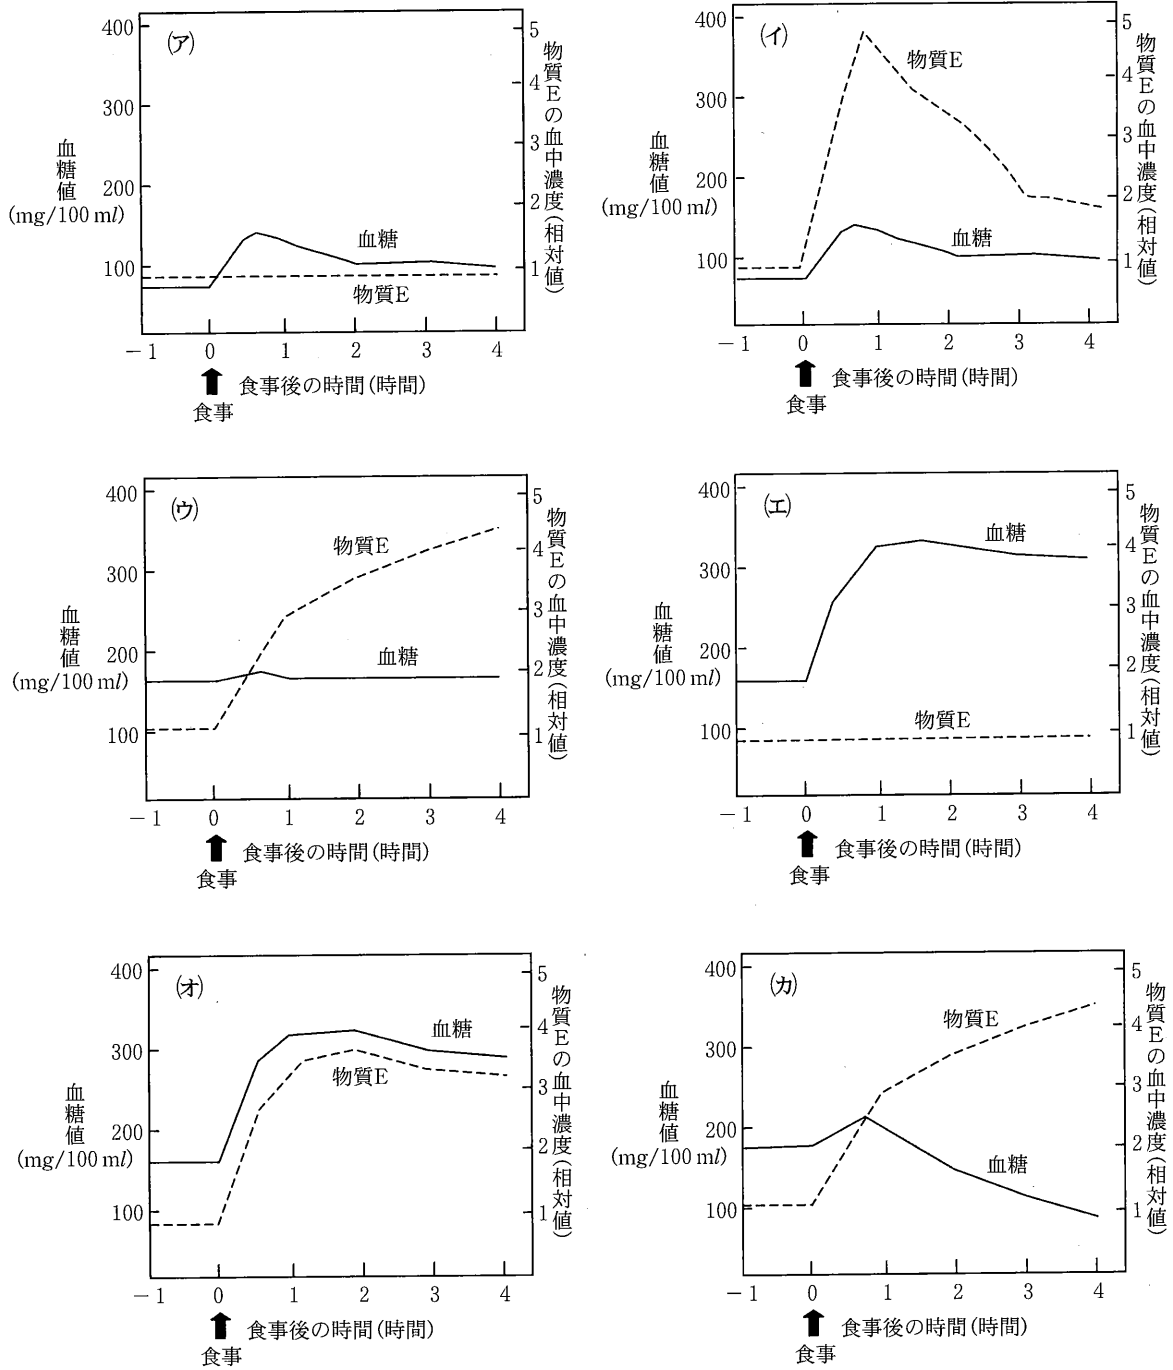 (ア)
400
300
200
100
血糖値
(mg/100 ml)
5
4
3
2
1
物質Eの血中濃度(相対値)
血糖
物質E
-1 0 1 2 3 4
食事後の時間(時間)
食事
(イ)
400
300
200
100
血糖値
(mg/100 ml)
5
4
3
2
1
物質Eの血中濃度(相対値)
物質E
血糖
-1 0 1 2 3 4
食事後の時間(時間)
食事
(ウ)
400
300
200
100
血糖値
(mg/100 ml)
5
4
3
2
1
物質Eの血中濃度(相対値)
物質E
血糖
-1 0 1 2 3 4
食事後の時間(時間)
食事
(エ)
400
300
200
100
血糖値
(mg/100 ml)
5
4
3
2
1
物質Eの血中濃度(相対値)
血糖
物質E
-1 0 1 2 3 4
食事後の時間(時間)
食事
(オ)
400
300
200
100
血糖値
(mg/100 ml)
5
4
3
2
1
物質Eの血中濃度(相対値)
血糖
物質E
-1 0 1 2 3 4
食事後の時間(時間)
食事
(カ)
400
300
200
100
血糖値
(mg/100 ml)
5
4
3
2
1
物質Eの血中濃度(相対値)
物質E
血糖
-1 0 1 2 3 4
食事後の時間(時間)
食事